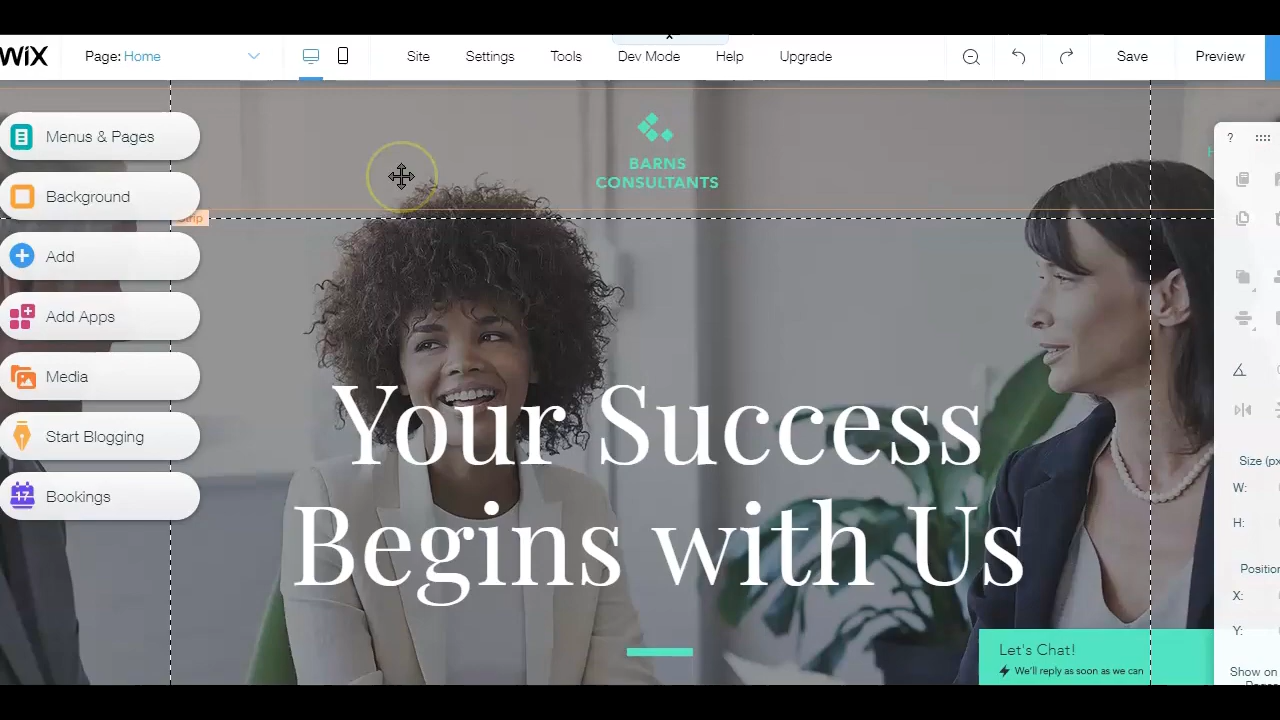 WiX
Page: Home
Site
Settings
Tools
Dev Mode
Help
Upgrade
Save
Preview
Menus & Pages
Background
Add
Add Apps
Media
Start Blogging
17
Bookings
BARNS
CONSULTANTS
Your Success
Begins with Us
Let's Chat!
We'll reply as soon as we can
?
Size (px
W:
H:
Position
X:
Y:
Show on